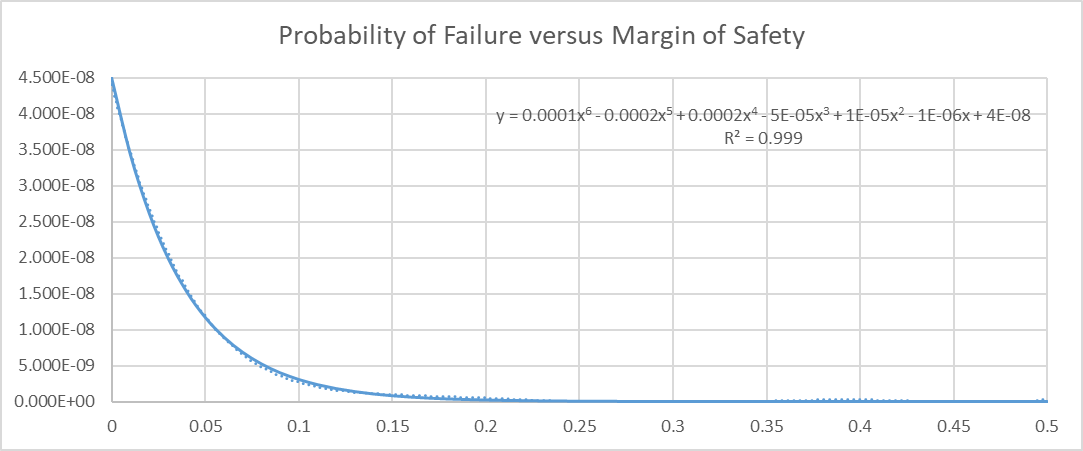 Probability of Failure versus Margin of Safety
4.500E-08
4.000E-08
3.500E-08
3.000E-08
2.500E-08
2.000E-08
1.500E-08
1.000E-08
5.000E-09
0.000E+00
y = 0.0001x⁶ - 0.0002x⁵ + 0.0002x⁴ - 5E-05x³ + 1E-05x² - 1E-06x + 4E-08
R² = 0.999
0 0.05 0.1 0.15 0.2 0.25 0.3 0.35 0.4 0.45 0.5